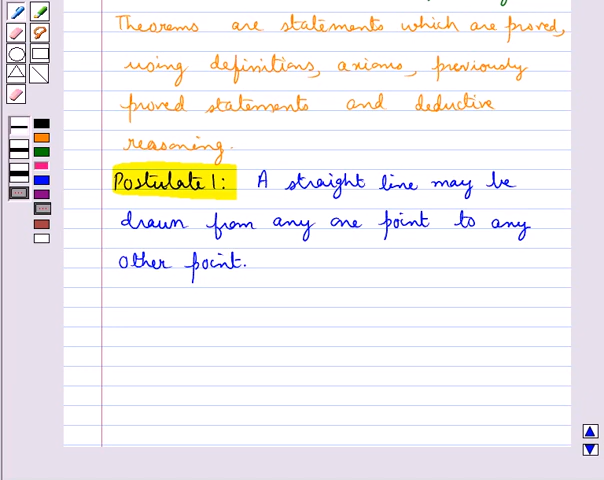 Theorems are statements which are proved,
using definitions, axioms, previously
proved statements and deductive
reasoning.
Postulate 1: A straight line may be
drawn from any one point to any
other point.